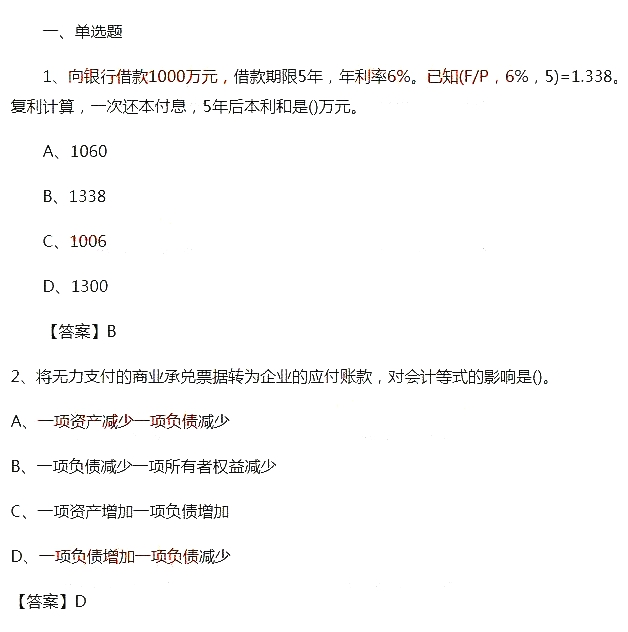 一、单选题
1、向银行借款1000万元，借款期限5年，年利率6%。已知(F/P，6%，5)=1.338。
复利计算，一次还本付息，5年后本利和是()万元。
A、1060
B、1338
C、1006
D、1300
【答案】B
2、将无力支付的商业承兑票据转为企业的应付账款，对会计等式的影响是()。
A、一项资产减少一项负债减少
B、一项负债减少一项所有者权益减少
C、一项资产增加一项负债增加
D、一项负债增加一项负债减少
【答案】D